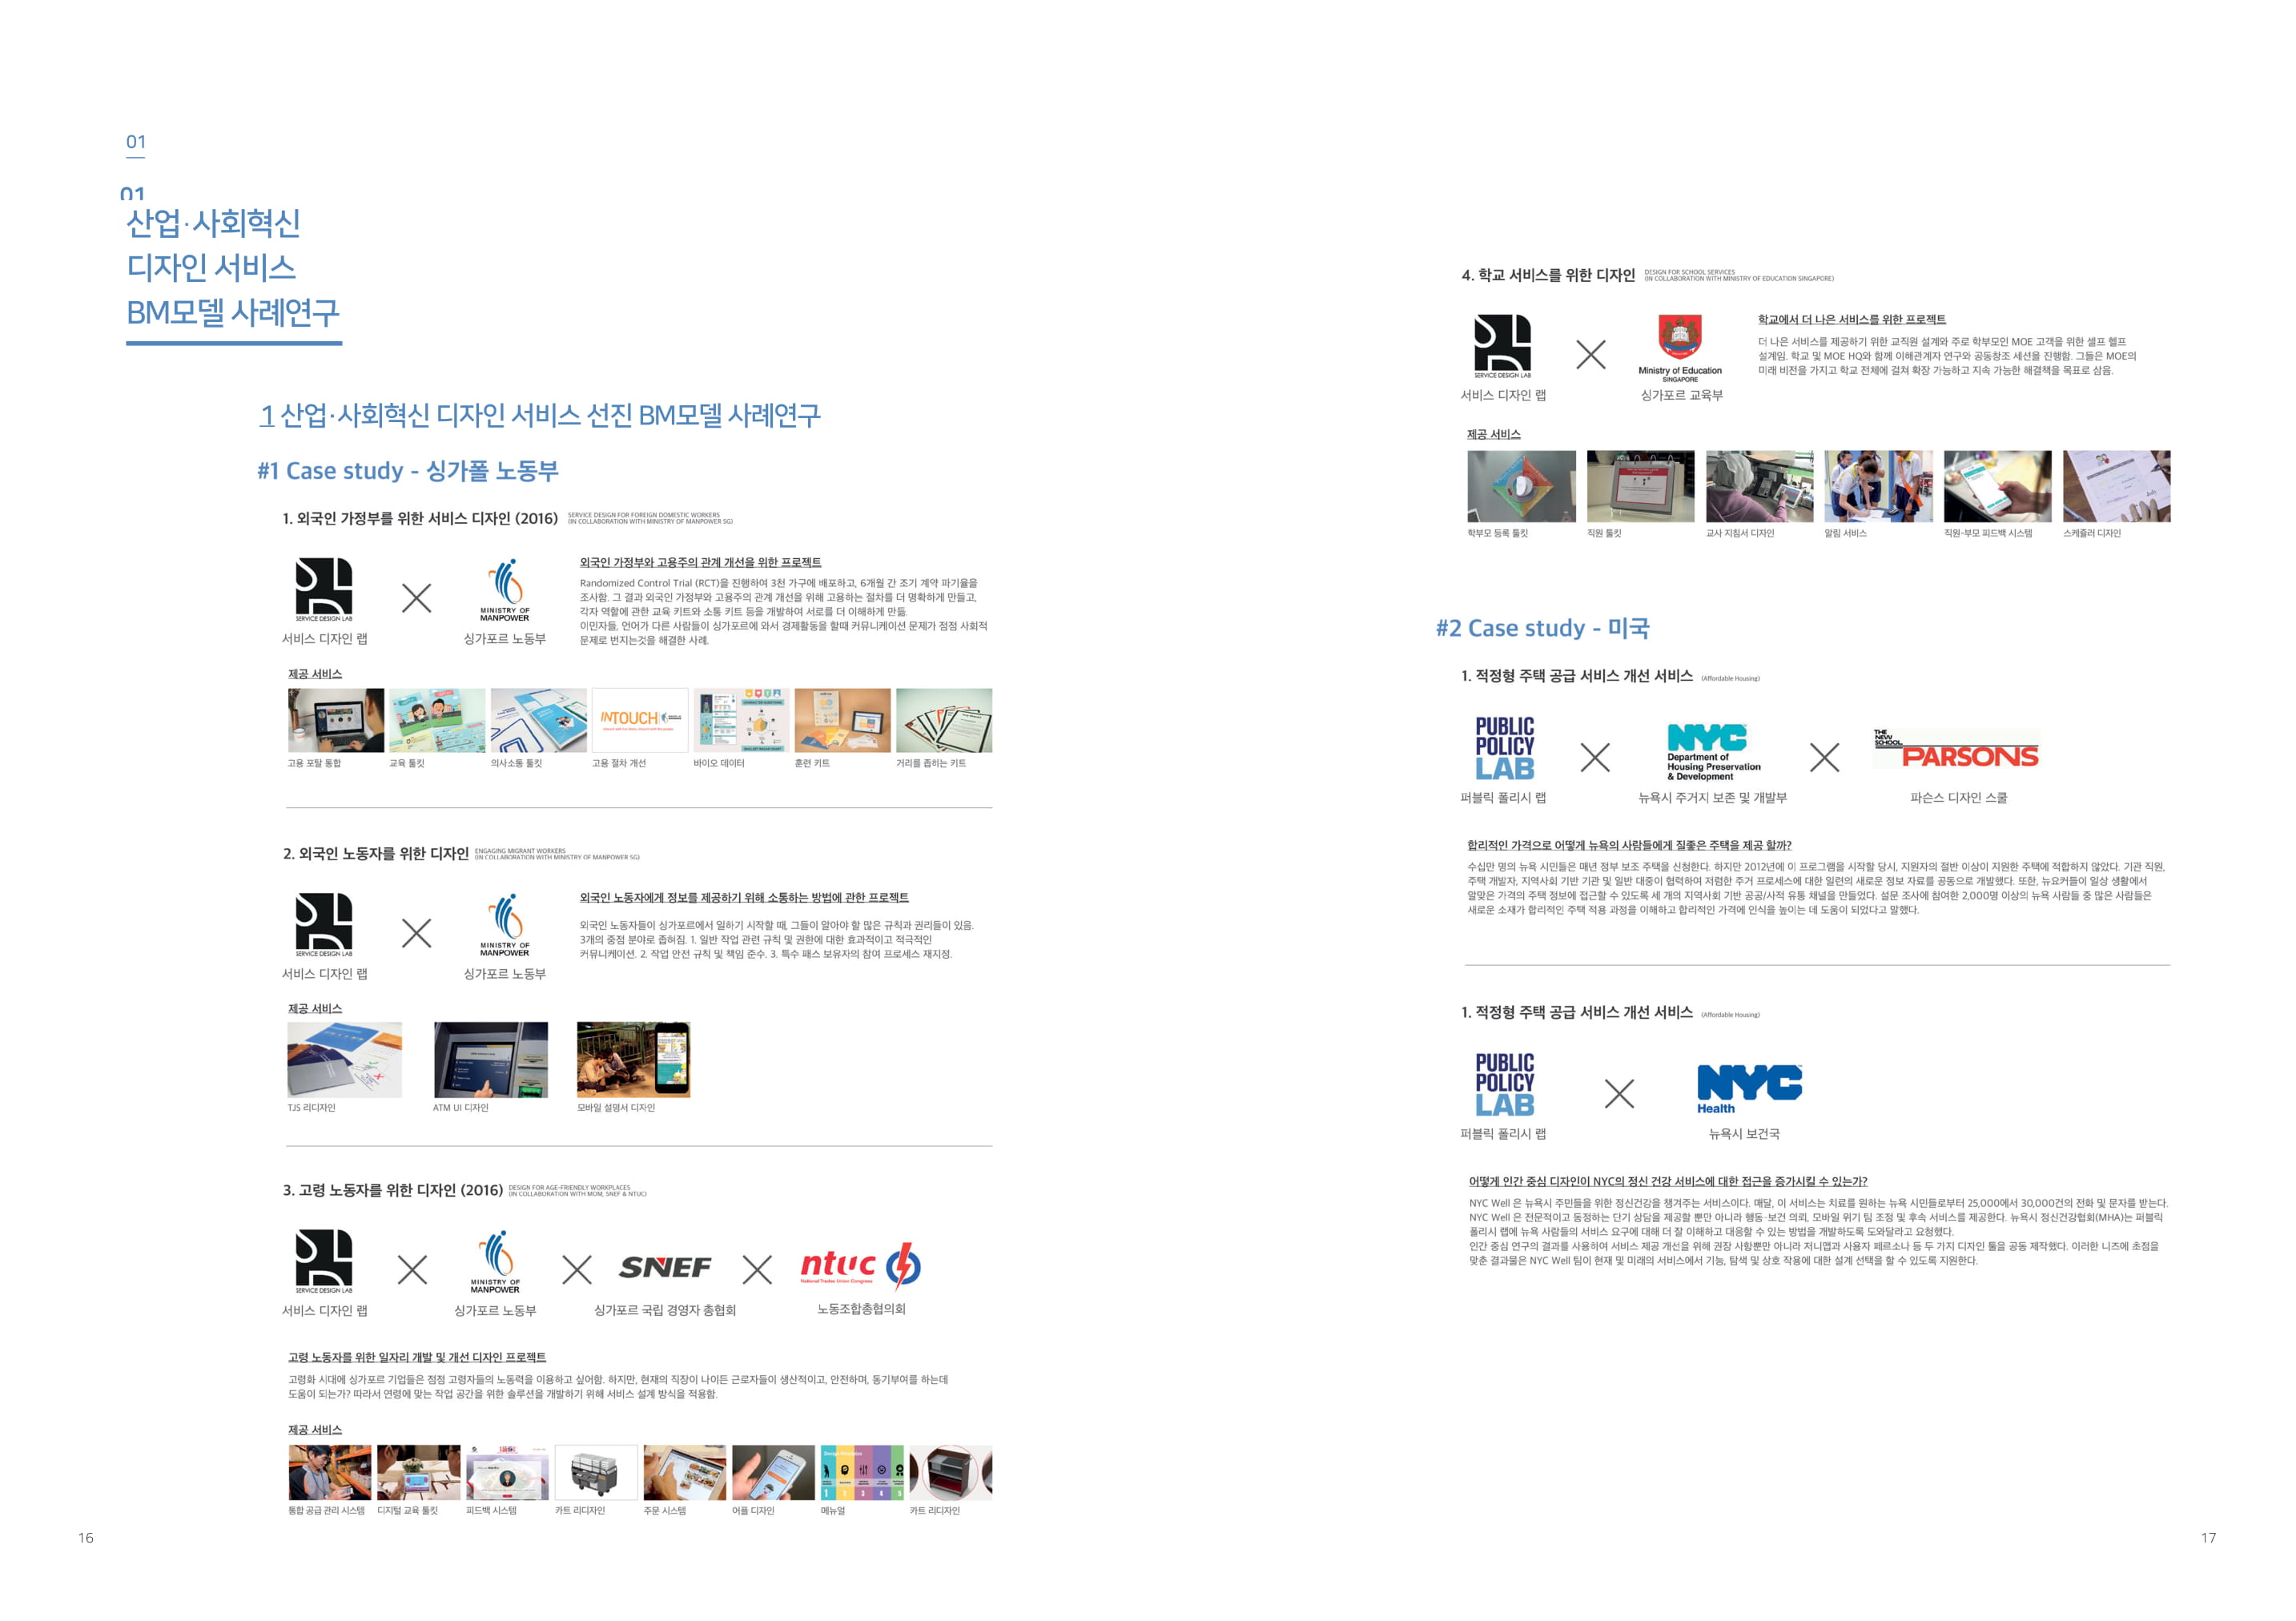 01
01
산업·사회혁신
디자인 서비스
BM모델 사례연구
1 산업·사회혁신 디자인 서비스 선진 BM모델 사례연구
#1 Case study - 싱가폴 노동부
1. 외국인 가정부를 위한 서비스 디자인 (2016)
SERVICE DESIGN FOR FOREIGN DOMESTIC WORKERS
(IN COLLABORATION WITH MINISTRY OF MANPOWER SG)
SERVICE DESIGN LAB
서비스 디자인 랩
MINISTRY OF
MANPOWER
싱가포르 노동부
외국인 가정부와 고용주의 관계 개선을 위한 프로젝트
Randomized Control Trial (RCT)을 진행하여 3천 가구에 배포하고, 6개월 간 조기 계약 파기율을
조사함. 그 결과 외국인 가정부와 고용주의 관계 개선을 위해 고용하는 절차를 더 명확하게 만들고,
각자 역할에 관한 교육 키트와 소통 키트 등을 개발하여 서로를 더 이해하게 만듦.
이민자들, 언어가 다른 사람들이 싱가포르에 와서 경제활동을 할때 커뮤니케이션 문제가 점점 사회적
문제로 번지는것을 해결한 사례.
제공 서비스
INTOUCH
고용 포탈 통합
교육 툴킷
의사소통 툴킷
고용 절차 개선
바이오 데이터
훈련 키트
거리를 좁히는 키트
2. 외국인 노동자를 위한 디자인
ENGAGING MIGRANT WORKERS
(IN COLLABORATION WITH MINISTRY OF MANPOWER SG)
SERVICE DESIGN LAB
서비스 디자인 랩
MINISTRY OF
MANPOWER
싱가포르 노동부
외국인 노동자에게 정보를 제공하기 위해 소통하는 방법에 관한 프로젝트
외국인 노동자들이 싱가포르에서 일하기 시작할 때, 그들이 알아야 할 많은 규칙과 권리들이 있음.
3개의 중점 분야로 좁혀짐. 1. 일반 작업 관련 규칙 및 권한에 대한 효과적이고 적극적인
커뮤니케이션. 2. 작업 안전 규칙 및 책임 준수. 3. 특수 패스 보유자의 참여 프로세스 재지정.
제공 서비스
TJS 리디자인
ATM UI 디자인
모바일 설명서 디자인
3. 고령 노동자를 위한 디자인 (2016)
DESIGN FOR AGE-FRIENDLY WORKPLACES
(IN COLLABORATION WITH MOM, SNEF & NTUC)
SERVICE DESIGN LAB
서비스 디자인 랩
MINISTRY OF
MANPOWER
싱가포르 노동부
SNEF
싱가포르 국립 경영자 총협회
ntuc
National Trades Union Congress
노동조합총협의회
고령 노동자를 위한 일자리 개발 및 개선 디자인 프로젝트
고령화 시대에 싱가포르 기업들은 점점 고령자들의 노동력을 이용하고 싶어함. 하지만, 현재의 직장이 나이든 근로자들이 생산적이고, 안전하며, 동기부여를 하는데
도움이 되는가? 따라서 연령에 맞는 작업 공간을 위한 솔루션을 개발하기 위해 서비스 설계 방식을 적용함.
제공 서비스
1 2 3 4 5
통합 공급 관리 시스템
디지털 교육 툴킷
피드백 시스템
카트 리디자인
주문 시스템
어플 디자인
메뉴얼
카트 리디자인
16
4. 학교 서비스를 위한 디자인
DESIGN FOR SCHOOL SERVICES
(IN COLLABORATION WITH MINISTRY OF EDUCATION SINGAPORE)
SERVICE DESIGN LAB
서비스 디자인 랩
Ministry of Education
SINGAPORE
싱가포르 교육부
학교에서 더 나은 서비스를 위한 프로젝트
더 나은 서비스를 제공하기 위한 교직원 설계와 주로 학부모인 MOE 고객을 위한 셀프 헬프
설계임. 학교 및 MOE HQ와 함께 이해관계자 연구와 공동창조 세션을 진행함. 그들은 MOE의
미래 비전을 가지고 학교 전체에 걸쳐 확장 가능하고 지속 가능한 해결책을 목표로 삼음.
제공 서비스
학부모 등록 툴킷
직원 툴킷
교사 지침서 디자인
알림 서비스
직원-부모 피드백 시스템
스케쥴러 디자인
#2 Case study - 미국
1. 적정형 주택 공급 서비스 개선 서비스 (Affordable Housing)
PUBLIC
POLICY
LAB
퍼블릭 폴리시 랩
NYC
Department of
Housing Preservation
& Development
뉴욕시 주거지 보존 및 개발부
THE
NEW
SCHOOL
PARSONS
파슨스 디자인 스쿨
합리적인 가격으로 어떻게 뉴욕의 사람들에게 질좋은 주택을 제공 할까?
수십만 명의 뉴욕 시민들은 매년 정부 보조 주택을 신청한다. 하지만 2012년에 이 프로그램을 시작할 당시, 지원자의 절반 이상이 지원한 주택에 적합하지 않았다. 기관 직원,
주택 개발자, 지역사회 기반 기관 및 일반 대중이 협력하여 저렴한 주거 프로세스에 대한 일련의 새로운 정보 자료를 공동으로 개발했다. 또한, 뉴요커들이 일상 생활에서
알맞은 가격의 주택 정보에 접근할 수 있도록 세 개의 지역사회 기반 공공/사적 유통 채널을 만들었다. 설문 조사에 참여한 2,000명 이상의 뉴욕 사람들 중 많은 사람들은
새로운 소재가 합리적인 주택 적용 과정을 이해하고 합리적인 가격에 인식을 높이는 데 도움이 되었다고 말했다.
1. 적정형 주택 공급 서비스 개선 서비스 (Affordable Housing)
PUBLIC
POLICY
LAB
퍼블릭 폴리시 랩
NYC
Health
뉴욕시 보건국
어떻게 인간 중심 디자인이 NYC의 정신 건강 서비스에 대한 접근을 증가시킬 수 있는가?
NYC Well 은 뉴욕시 주민들을 위한 정신건강을 챙겨주는 서비스이다. 매달, 이 서비스는 치료를 원하는 뉴욕 시민들로부터 25,000에서 30,000건의 전화 및 문자를 받는다.
NYC Well 은 전문적이고 동정하는 단기 상담을 제공할 뿐만 아니라 행동-보건 의뢰, 모바일 위기 팀 조정 및 후속 서비스를 제공한다. 뉴욕시 정신건강협회(MHA)는 퍼블릭
폴리시 랩에 뉴욕 사람들의 서비스 요구에 대해 더 잘 이해하고 대응할 수 있는 방법을 개발하도록 도와달라고 요청했다.
인간 중심 연구의 결과를 사용하여 서비스 제공 개선을 위해 권장 사항뿐만 아니라 저니맵과 사용자 페르소나 등 두 가지 디자인 툴을 공동 제작했다. 이러한 니즈에 초점을
맞춘 결과물은 NYC Well 팀이 현재 및 미래의 서비스에서 기능, 탐색 및 상호 작용에 대한 설계 선택을 할 수 있도록 지원한다.
17